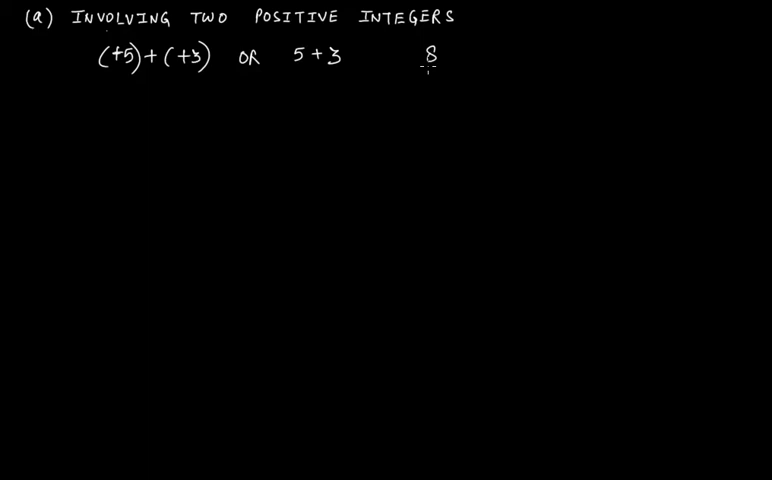 (a) INVOLVING TWO POSITIVE INTEGERS
(+5)+(+3) OR 5+3 8